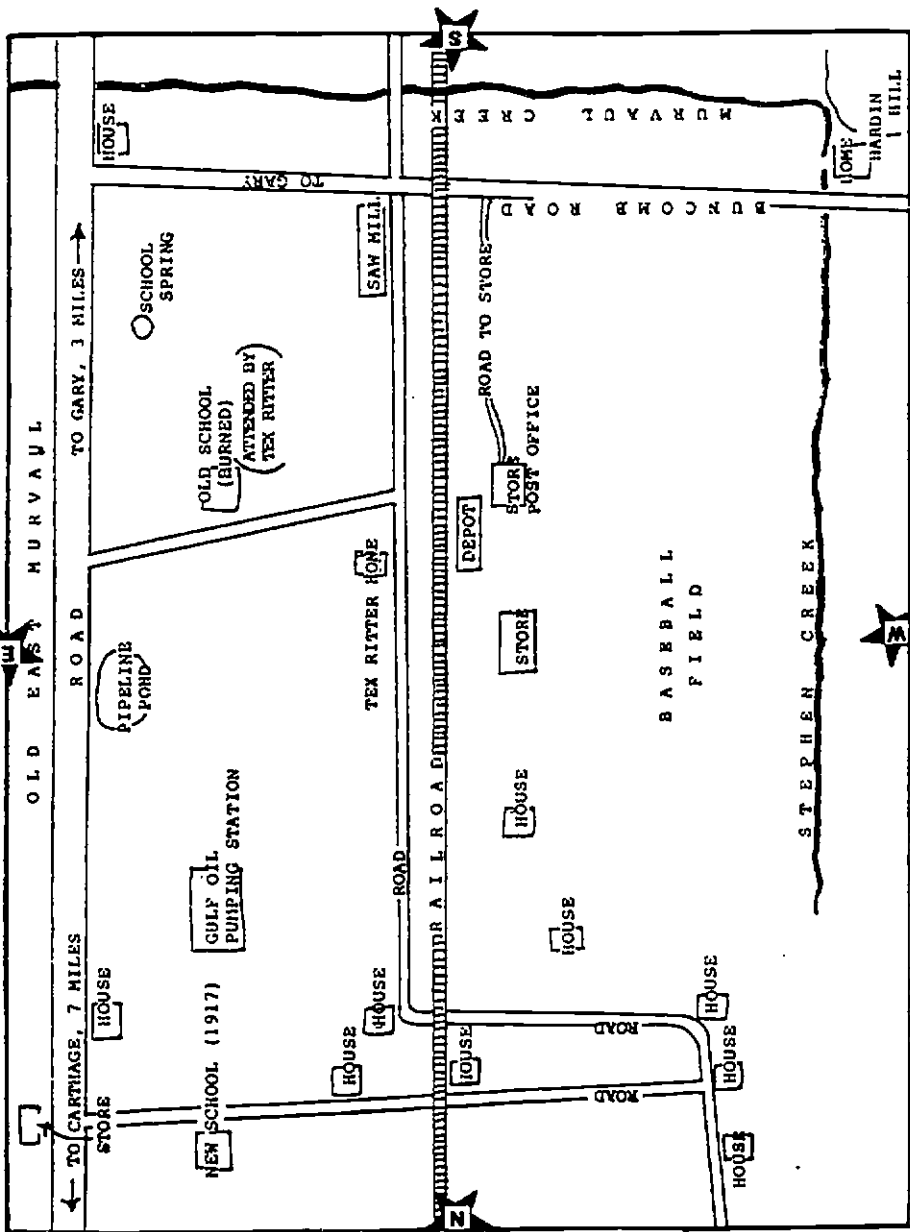 S
E
W
N
MURVAUL CREEK
HOUSE
HOME
HARDIN
HILL
TO GARY
BUNCOMB ROAD
SAW MILL
ROAD TO STORE
SCHOOL
SPRING
TO GARY, 3 MILES
OLD SCHOOL
(BURNED)
(ATTENDED BY
TEX RITTER)
STORE
POST OFFICE
DEPOT
OLD EAST MURVAUL
ROAD
TEX RITTER HOME
STORE
BASEBALL
FIELD
STEPHEN CREEK
PIPELINE
POND
RAILROAD
HOUSE
GULF OIL
PUMPING STATION
ROAD
HOUSE
TO CARTHAGE, 7 MILES
HOUSE
HOUSE
HOUSE
ROAD
NEW SCHOOL (1917)
HOUSE
HOUSE
HOUSE
ROAD
STORE
HOUSE